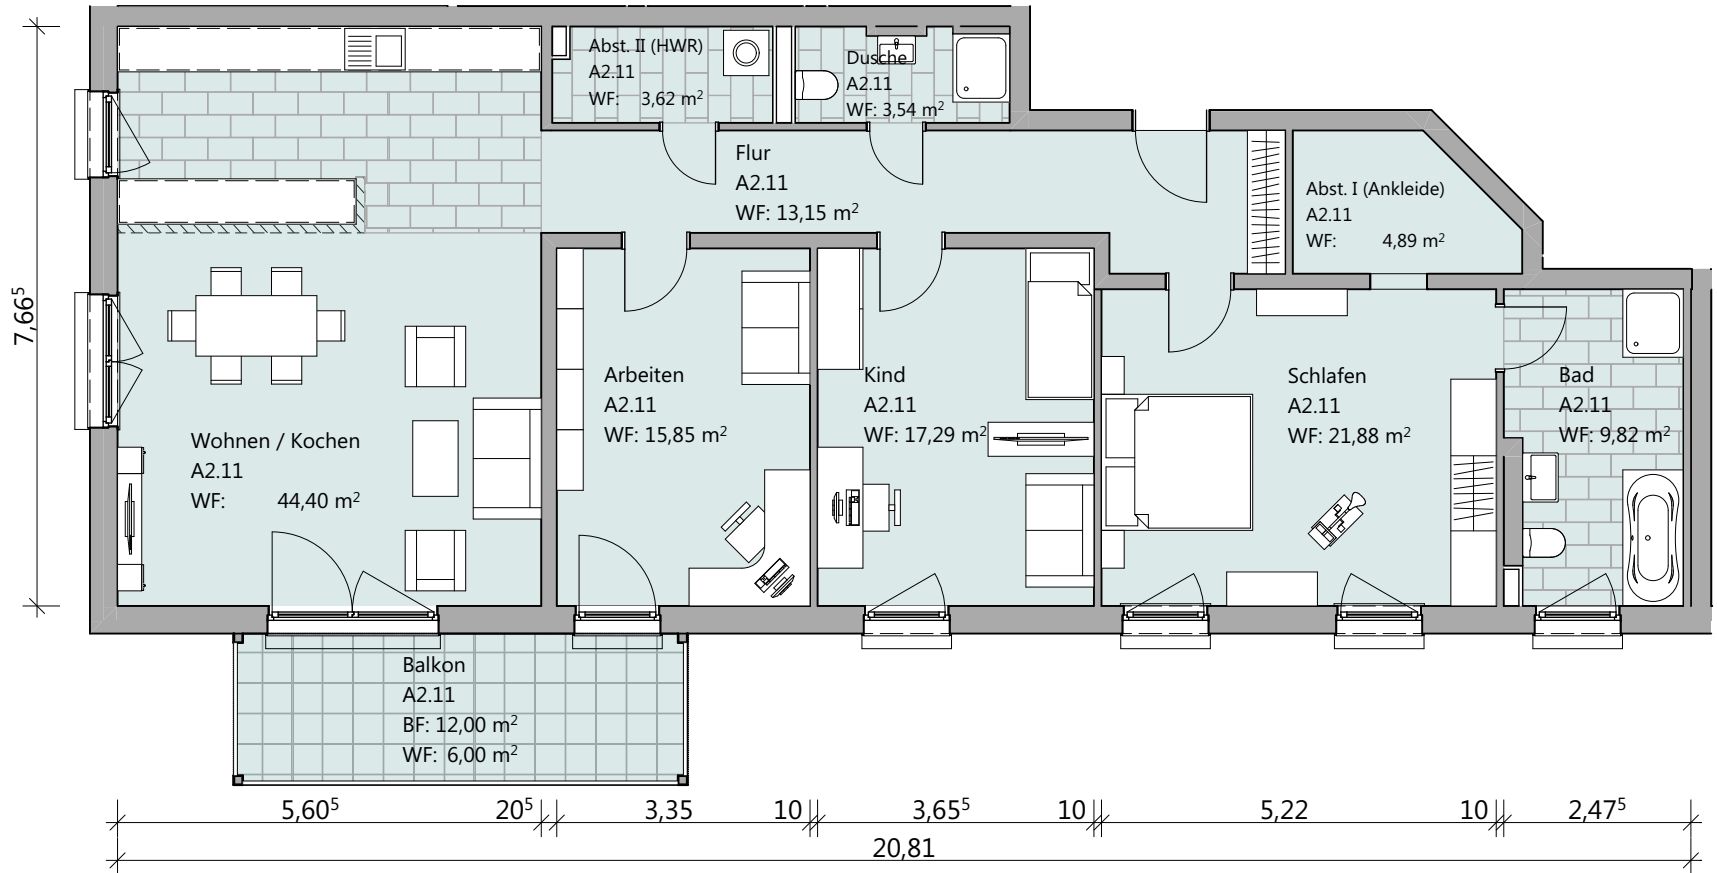 Abst. II (HWR)
A2.11
WF: 3,62 m²
Dusche
A2.11
WF: 3,54 m²
Flur
A2.11
WF: 13,15 m²
Abst. I (Ankleide)
A2.11
WF: 4,89 m²
7,66⁵
Wohnen / Kochen
A2.11
WF: 44,40 m²
Arbeiten
A2.11
WF: 15,85 m²
Kind
A2.11
WF: 17,29 m²
Schlafen
A2.11
WF: 21,88 m²
Bad
A2.11
WF: 9,82 m²
Balkon
A2.11
BF: 12,00 m²
WF: 6,00 m²
5,60⁵ 20⁵ 3,35 10 3,65⁵ 10 5,22 10 2,47⁵
20,81